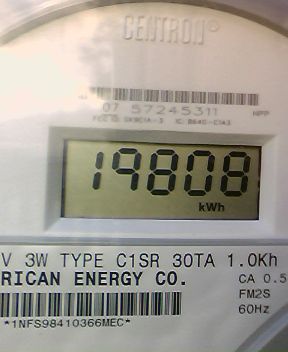 CENTRON®
07 57245311
19808
kWh
V 3W TYPE C1SR 30TA 1.0Kh
RICAN ENERGY CO.
CA 0.5
FM2S
60Hz
*1NFS98410366MEC*